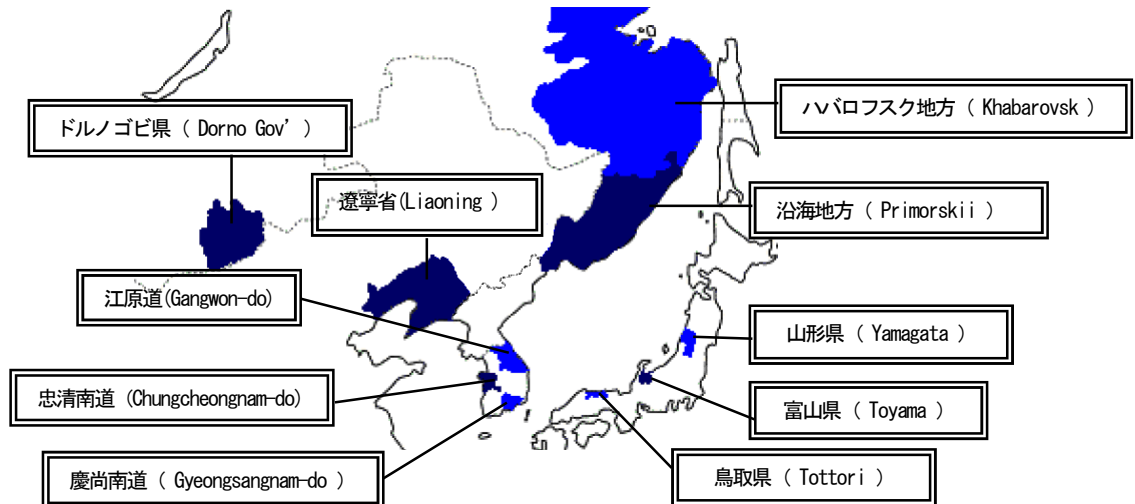 ドルノゴビ県（ Dorno Gov’ ）
ハバロフスク地方（ Khabarovsk ）
遼寧省(Liaoning )
沿海地方（ Primorskii ）
江原道(Gangwon-do)
山形県（ Yamagata ）
忠清南道 (Chungcheongnam-do)
富山県（ Toyama ）
慶尚南道（ Gyeongsangnam-do ）
鳥取県（ Tottori ）